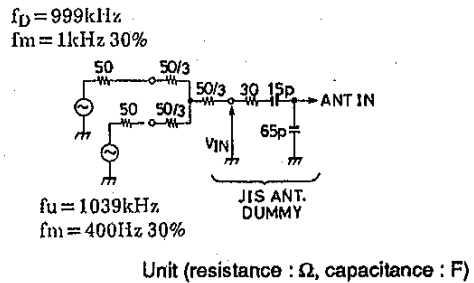 fD=999kHz
fm=1kHz 30%
50
50/3
50/3
30
15p
ANT IN
50
50/3
65p
VIN
JIS ANT.
DUMMY
fu=1039kHz
fm=400Hz 30%
Unit (resistance : Ω, capacitance : F)